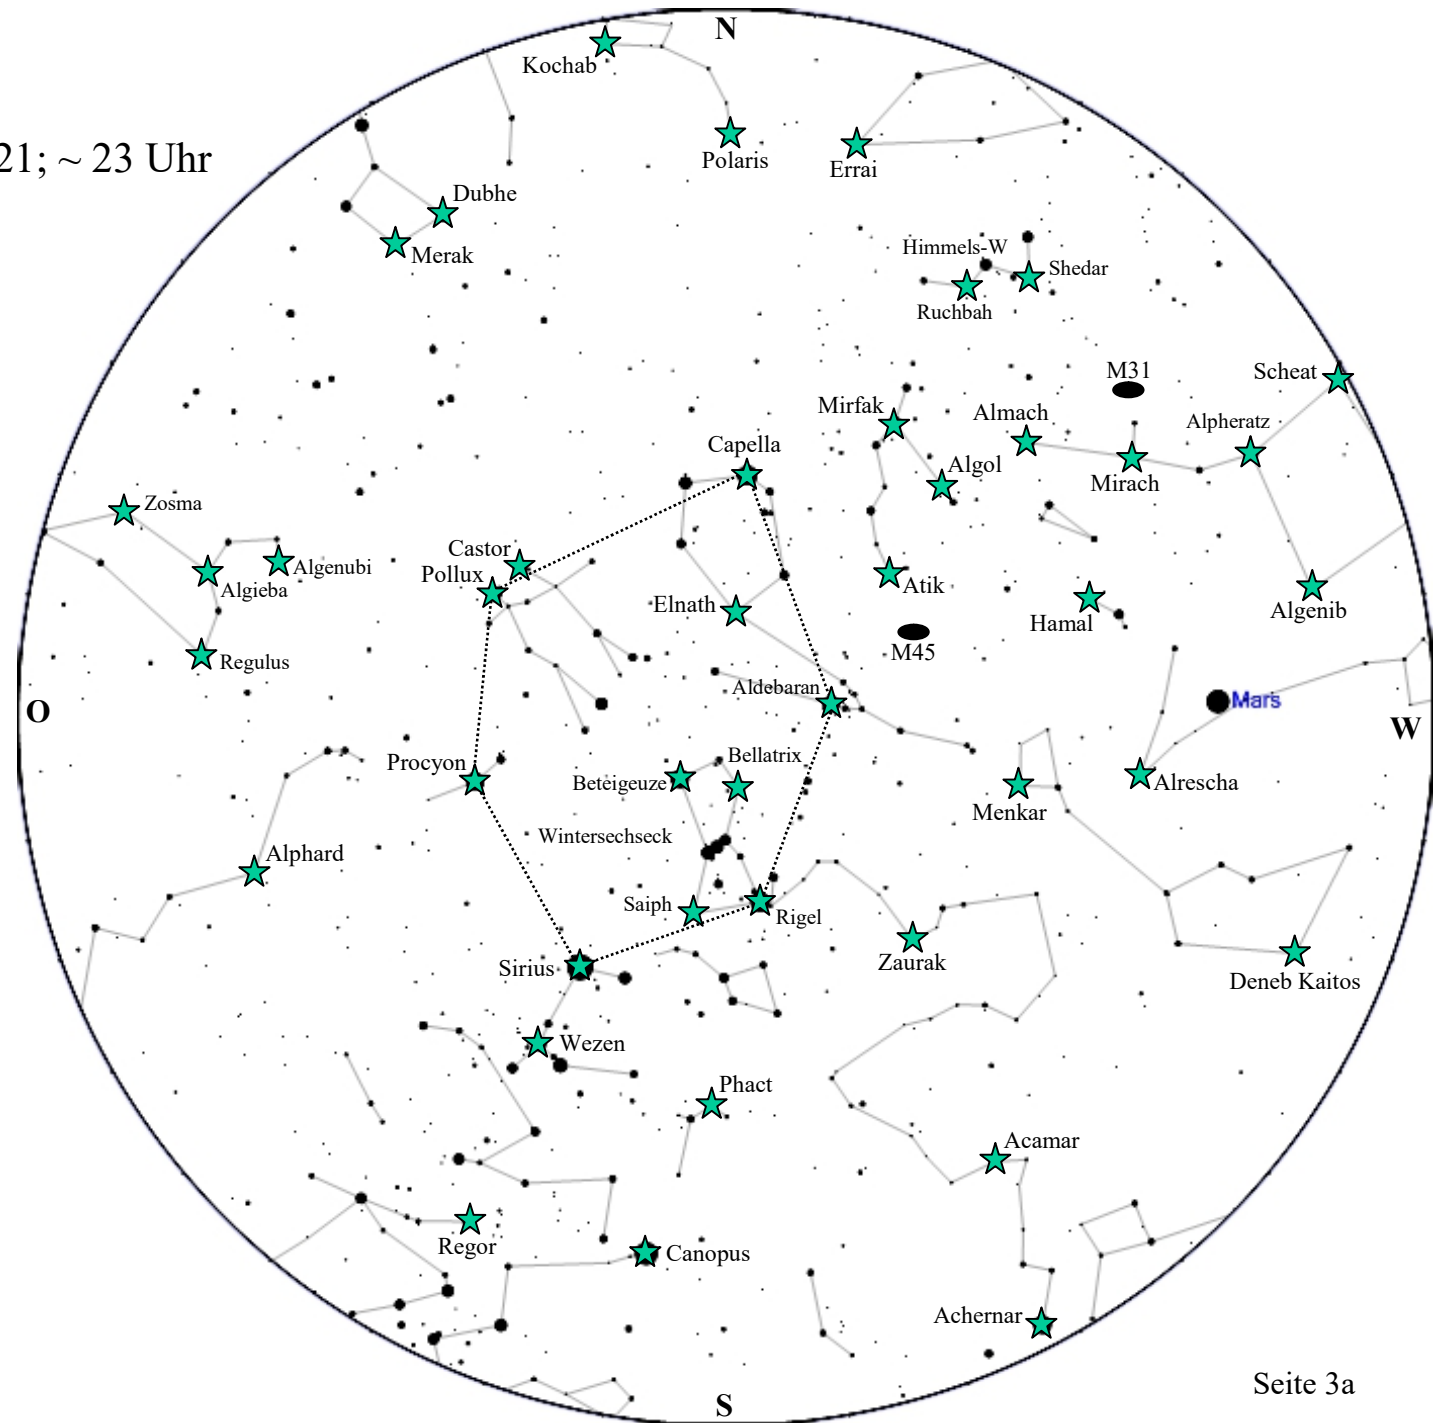 N
Kochab
21; ~ 23 Uhr
Polaris
Errai
Dubhe
Merak
Himmels-W
Shedar
Ruchbah
M31
Scheat
Mirfak
Almach
Alpheratz
Capella
Algol
Mirach
Zosma
Castor
Algenubi
Pollux
Algieba
Atik
Elnath
Algenib
Hamal
M45
Regulus
Aldebaran
Mars
O
W
Procyon
Bellatrix
Beteigeuze
Alrescha
Menkar
Wintersechseck
Alphard
Saiph
Rigel
Zaurak
Sirius
Deneb Kaitos
Wezen
Phact
Acamar
Regor
Canopus
Achernar
Seite 3a
S